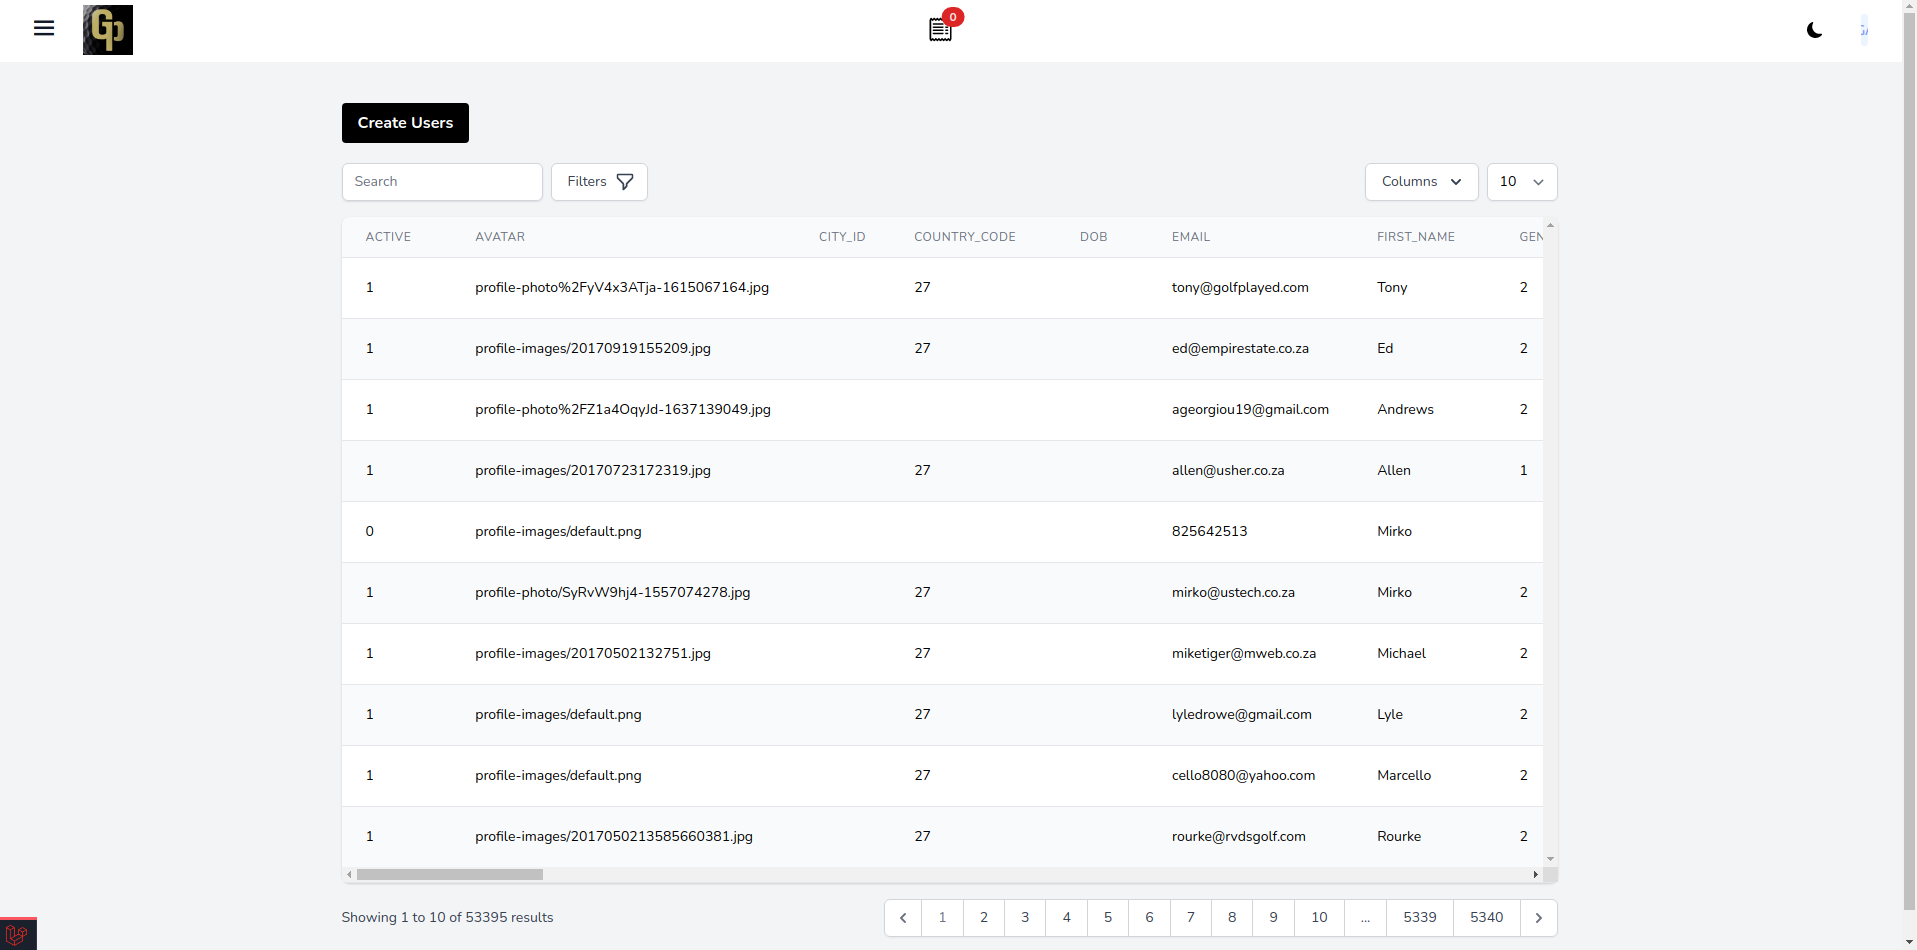 Gp
0
Create Users
Search Filters Columns 10
ACTIVE AVATAR CITY_ID COUNTRY_CODE DOB EMAIL FIRST_NAME GEN
1 profile-photo%2FyV4x3ATja-1615067164.jpg 27 tony@golfplayed.com Tony 2
1 profile-images/20170919155209.jpg 27 ed@empirestate.co.za Ed 2
1 profile-photo%2FZ1a4OqyJd-1637139049.jpg ageorgiou19@gmail.com Andrews 2
1 profile-images/20170723172319.jpg 27 allen@usher.co.za Allen 1
0 profile-images/default.png 825642513 Mirko
1 profile-photo/SyRvW9hj4-1557074278.jpg 27 mirko@ustech.co.za Mirko 2
1 profile-images/20170502132751.jpg 27 miketiger@mweb.co.za Michael 2
1 profile-images/default.png 27 lyledrowe@gmail.com Lyle 2
1 profile-images/default.png 27 cello8080@yahoo.com Marcello 2
1 profile-images/2017050213585660381.jpg 27 rourke@rvdsgolf.com Rourke 2
Showing 1 to 10 of 53395 results 1 2 3 4 5 6 7 8 9 10 ... 5339 5340